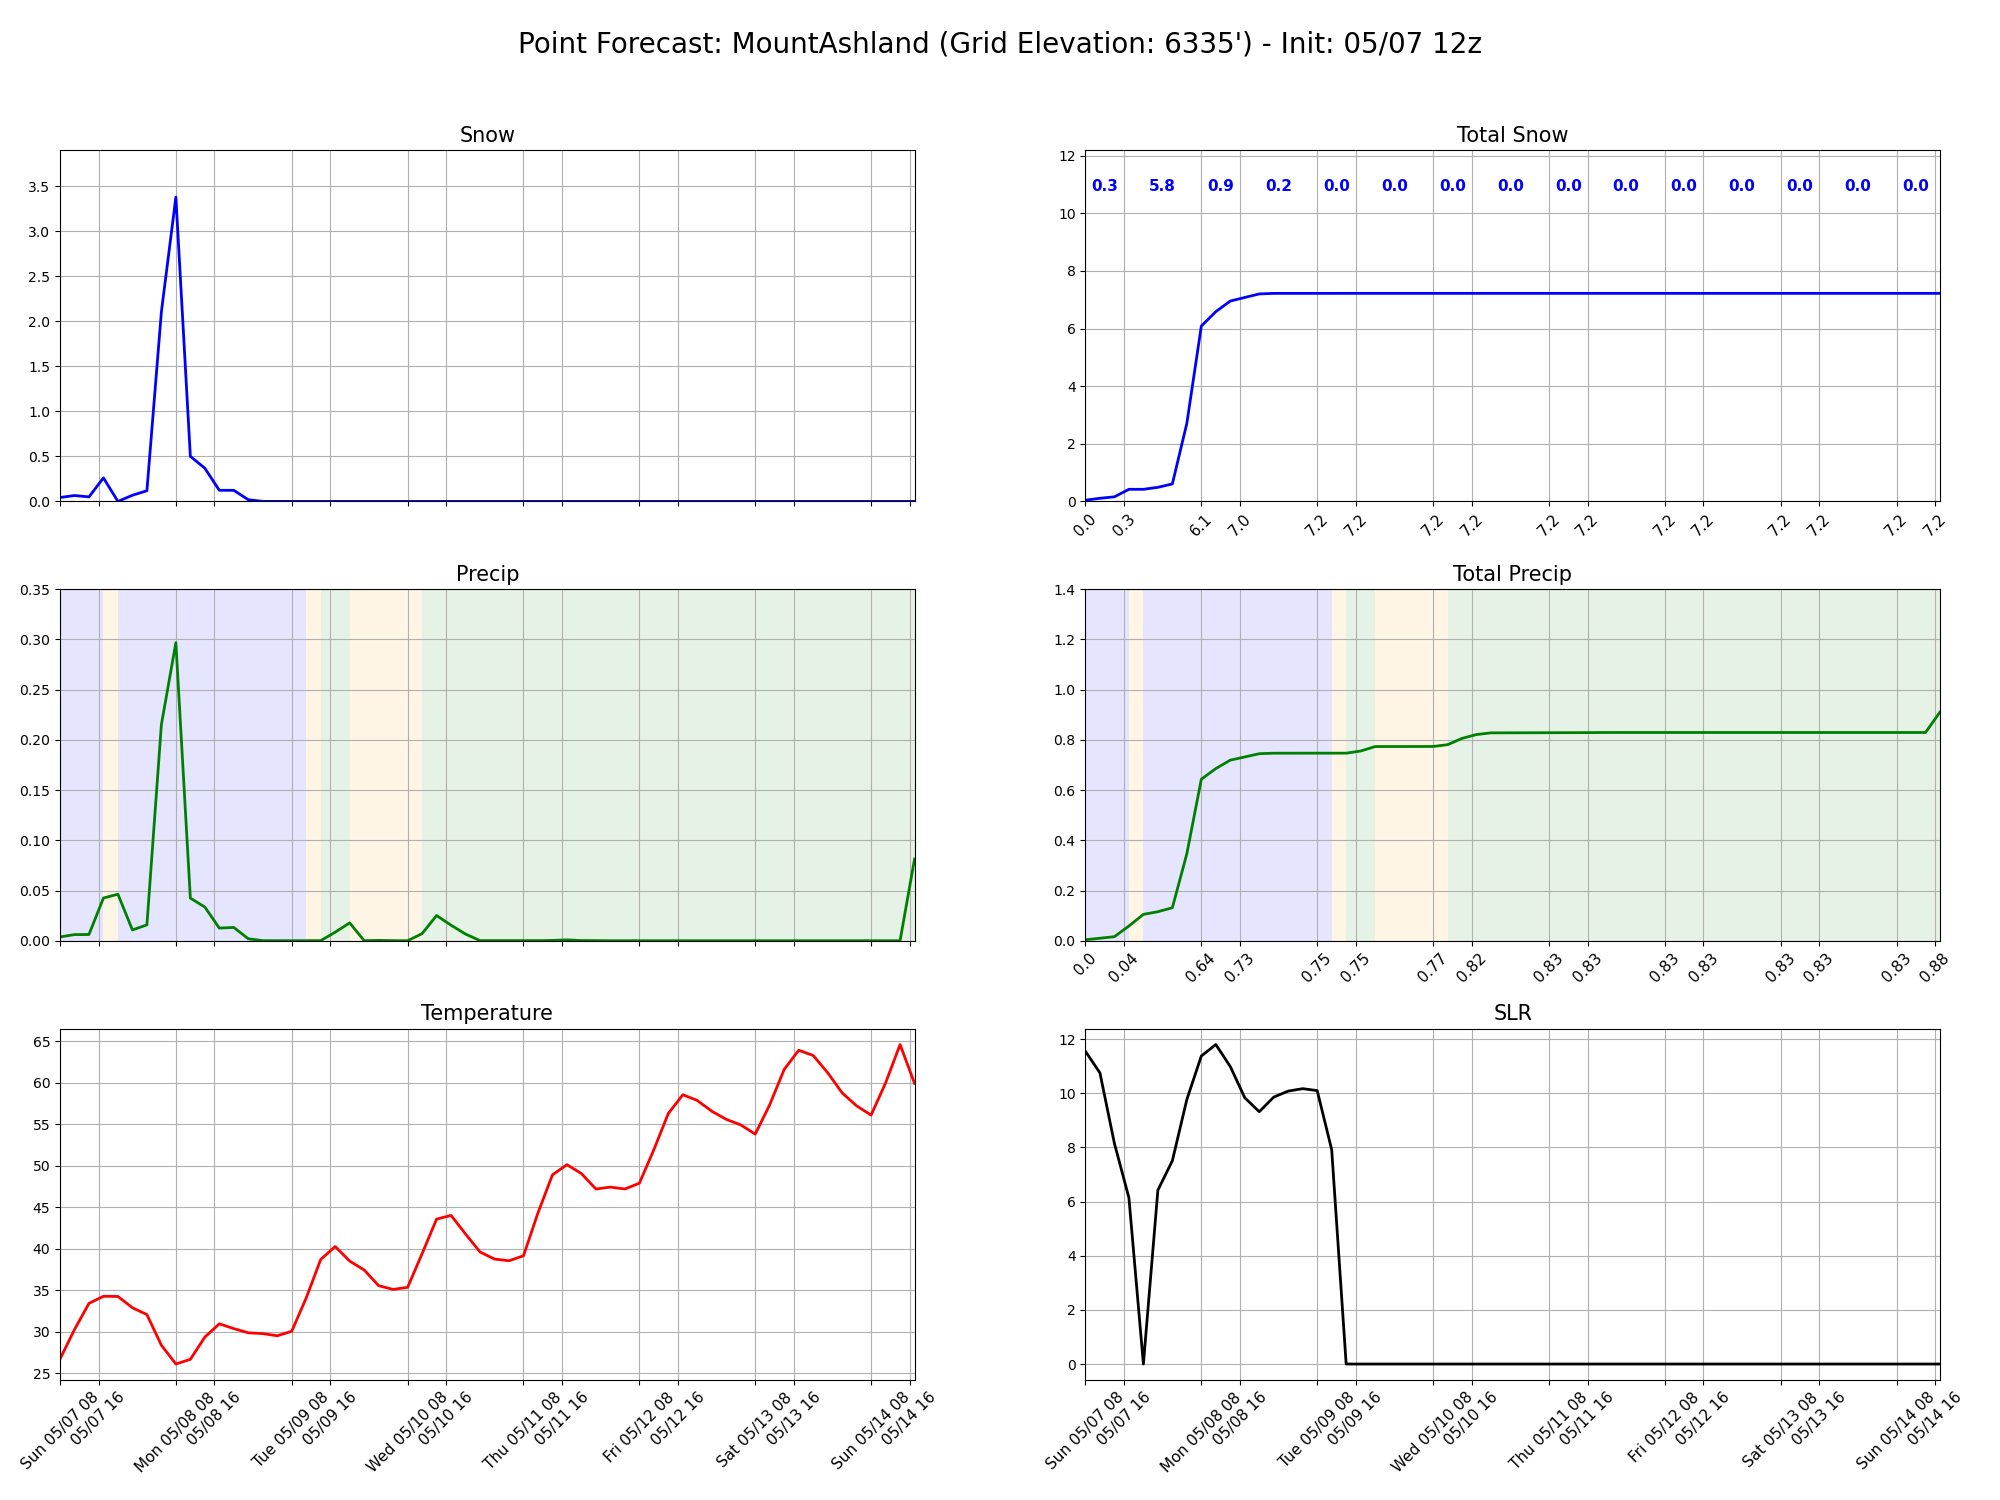 Point Forecast: MountAshland (Grid Elevation: 6335') - Init: 05/07 12z
Snow
3.5
3.0
2.5
2.0
1.5
1.0
0.5
0.0
Total Snow
12
10
8
6
4
2
0
0.3 5.8 0.9 0.2 0.0 0.0 0.0 0.0 0.0 0.0 0.0 0.0 0.0 0.0 0.0
0.0 0.3 6.1 7.0 7.2 7.2 7.2 7.2 7.2 7.2 7.2 7.2 7.2 7.2 7.2 7.2
Precip
0.35
0.30
0.25
0.20
0.15
0.10
0.05
0.00
Total Precip
1.4
1.2
1.0
0.8
0.6
0.4
0.2
0.0
0.0 0.04 0.64 0.73 0.75 0.75 0.77 0.82 0.83 0.83 0.83 0.83 0.83 0.83 0.83 0.88
Temperature
65
60
55
50
45
40
35
30
25
Sun 05/07 08
05/07 16
Mon 05/08 08
05/08 16
Tue 05/09 08
05/09 16
Wed 05/10 08
05/10 16
Thu 05/11 08
05/11 16
Fri 05/12 08
05/12 16
Sat 05/13 08
05/13 16
Sun 05/14 08
05/14 16
SLR
12
10
8
6
4
2
0
Sun 05/07 08
05/07 16
Mon 05/08 08
05/08 16
Tue 05/09 08
05/09 16
Wed 05/10 08
05/10 16
Thu 05/11 08
05/11 16
Fri 05/12 08
05/12 16
Sat 05/13 08
05/13 16
Sun 05/14 08
05/14 16